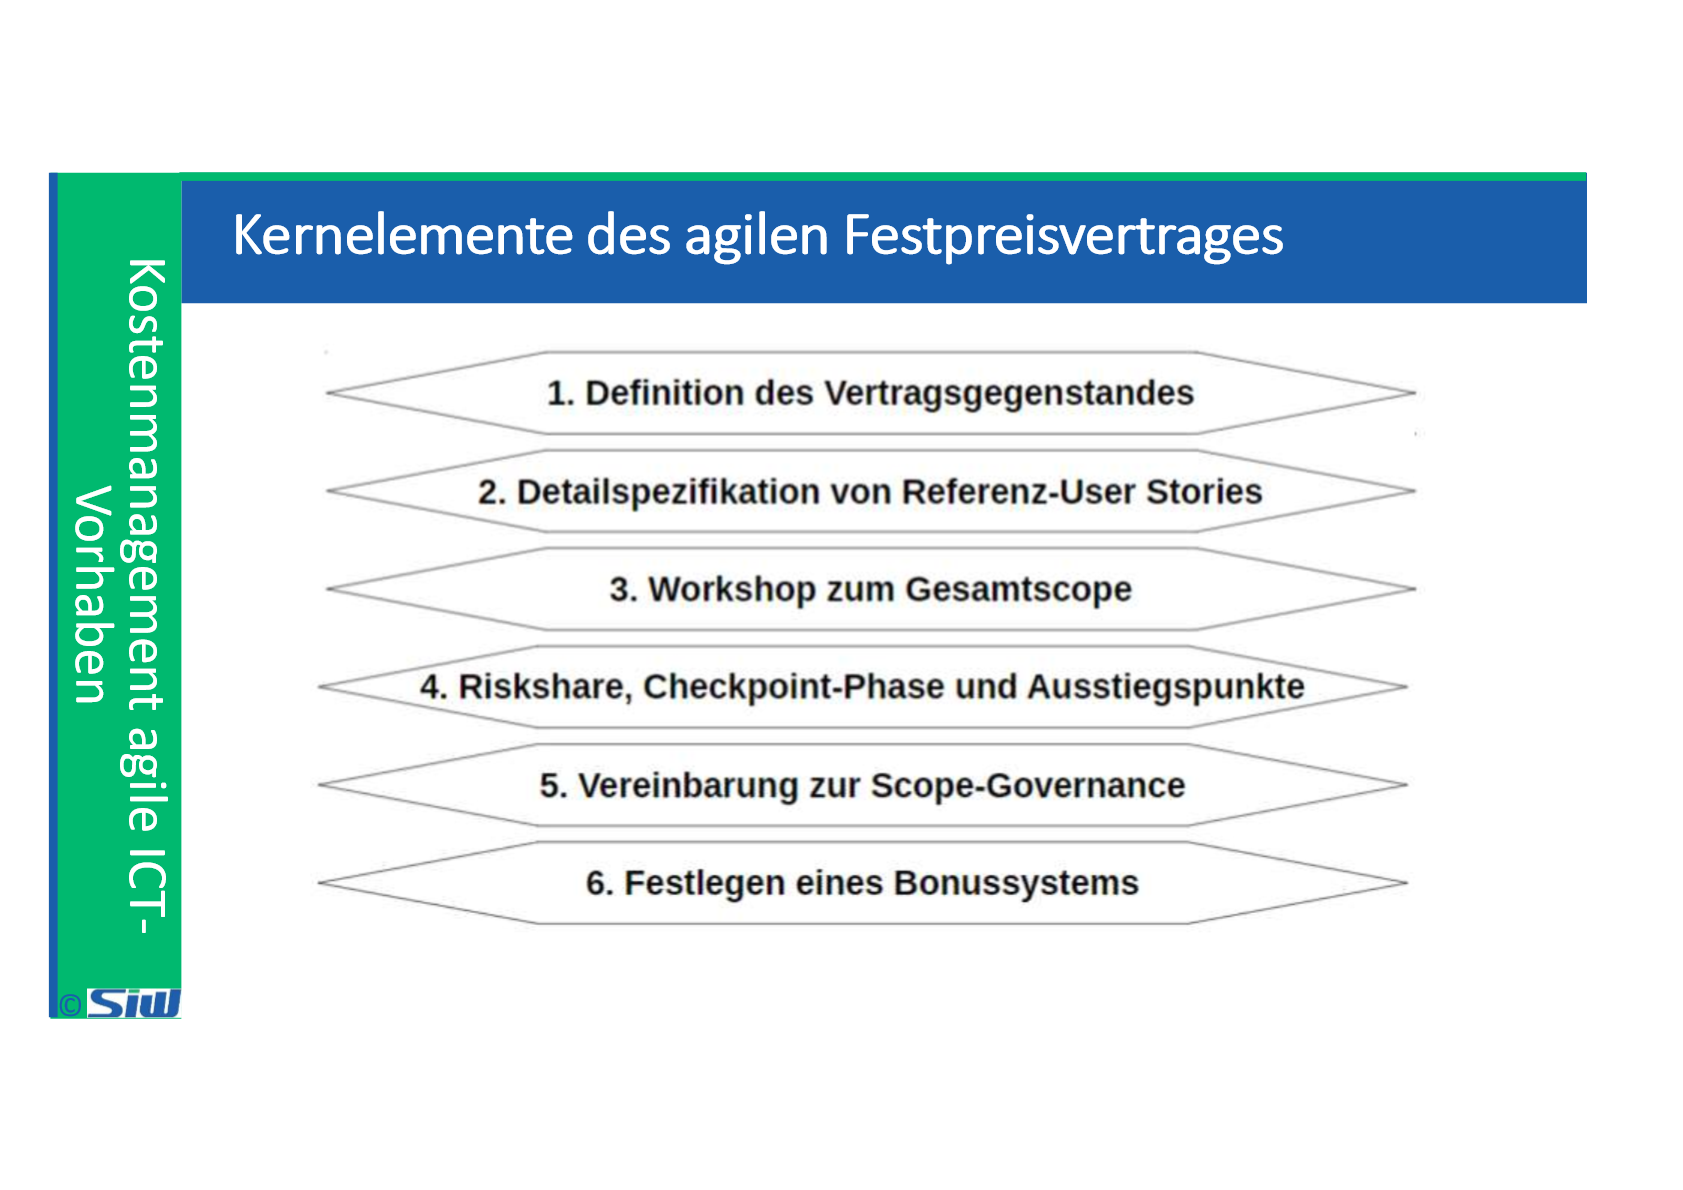 Kernelemente des agilen Festpreisvertrages
Kostenmanagement agile ICT-
Vorhaben
1. Definition des Vertragsgegenstandes
2. Detailspezifikation von Referenz-User Stories
3. Workshop zum Gesamtscope
4. Riskshare, Checkpoint-Phase und Ausstiegspunkte
5. Vereinbarung zur Scope-Governance
6. Festlegen eines Bonussystems
© SIW